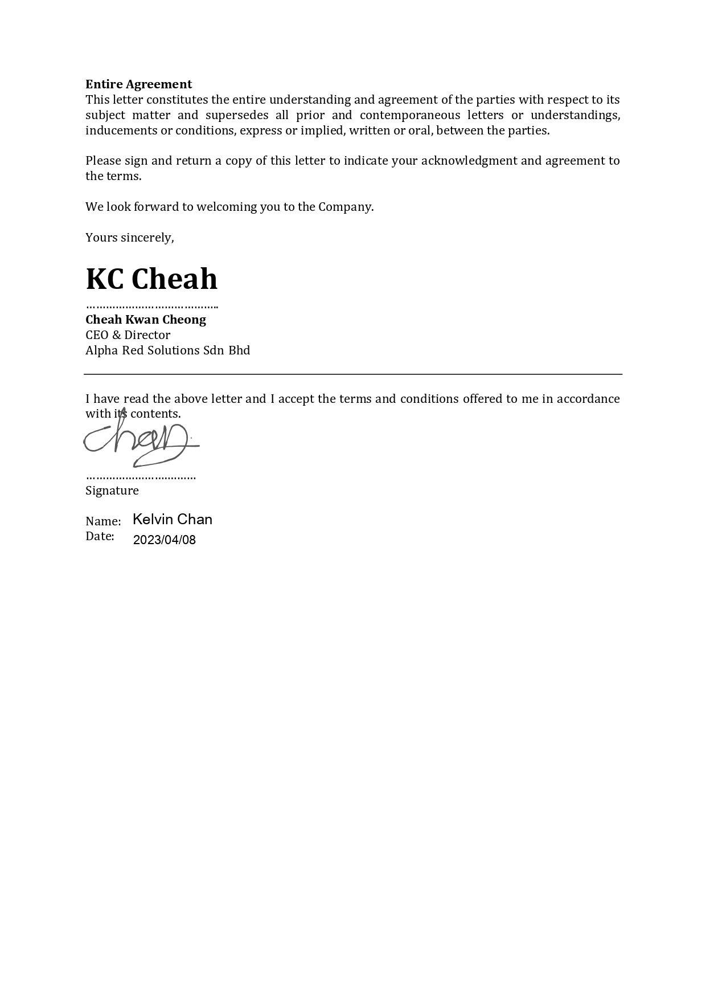 Entire Agreement
This letter constitutes the entire understanding and agreement of the parties with respect to its
subject matter and supersedes all prior and contemporaneous letters or understandings,
inducements or conditions, express or implied, written or oral, between the parties.
Please sign and return a copy of this letter to indicate your acknowledgment and agreement to
the terms.
We look forward to welcoming you to the Company.
Yours sincerely,
KC Cheah
…………………………………..
Cheah Kwan Cheong
CEO & Director
Alpha Red Solutions Sdn Bhd
I have read the above letter and I accept the terms and conditions offered to me in accordance
with its contents.
Chan
……………………….……
Signature
Name: Kelvin Chan
Date: 2023/04/08